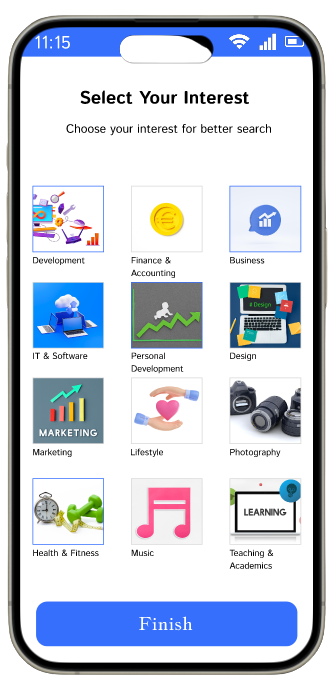 11:15
Select Your Interest
Choose your interest for better search
Development
Finance &
Accounting
Business
# Design
IT & Software
Personal
Development
Design
MARKETING
Marketing
Lifestyle
Photography
LEARNING
Health & Fitness
Music
Teaching &
Academics
Finish